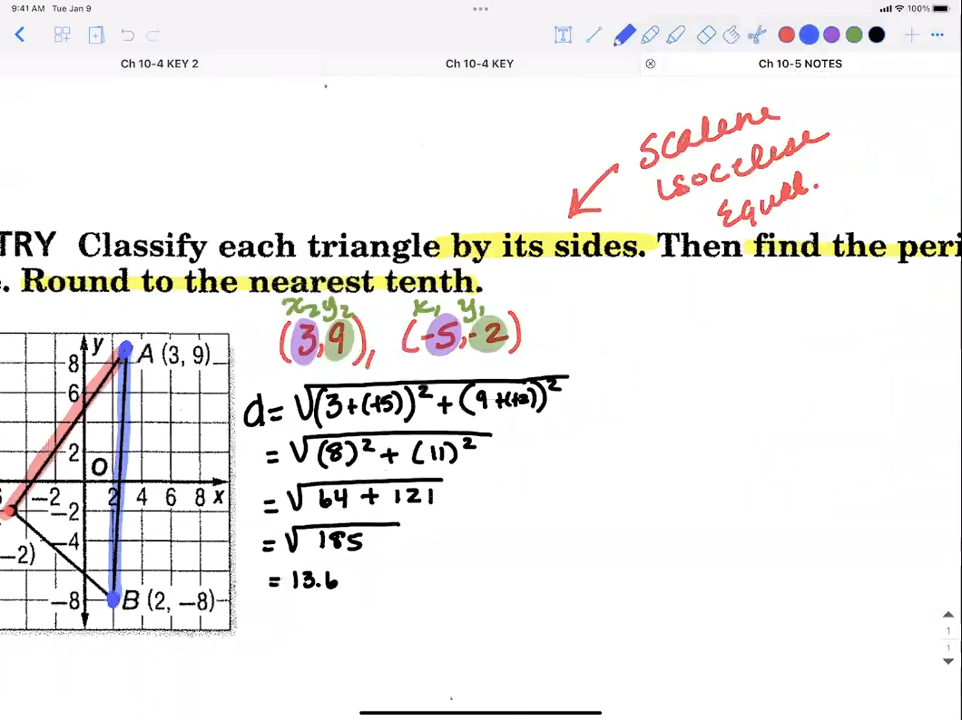 9:41 AM Tue Jan 9
100%
Ch 10-4 KEY 2
Ch 10-4 KEY
Ch 10-5 NOTES
Scalene
isocelese
Equal.
TRY Classify each triangle by its sides. Then find the peri
e. Round to the nearest tenth.
x2 y2 x1 y1
(3,9), (-5,-2)
y
A (3, 9)
8
6
2
O
-2 2 4 6 8 x
-2
-4
-2)
-8
B (2, -8)
d = √(3+(+5))² + (9+(+2))²
= √(8)² + (11)²
= √64 + 121
= √185
= 13.6
1
1